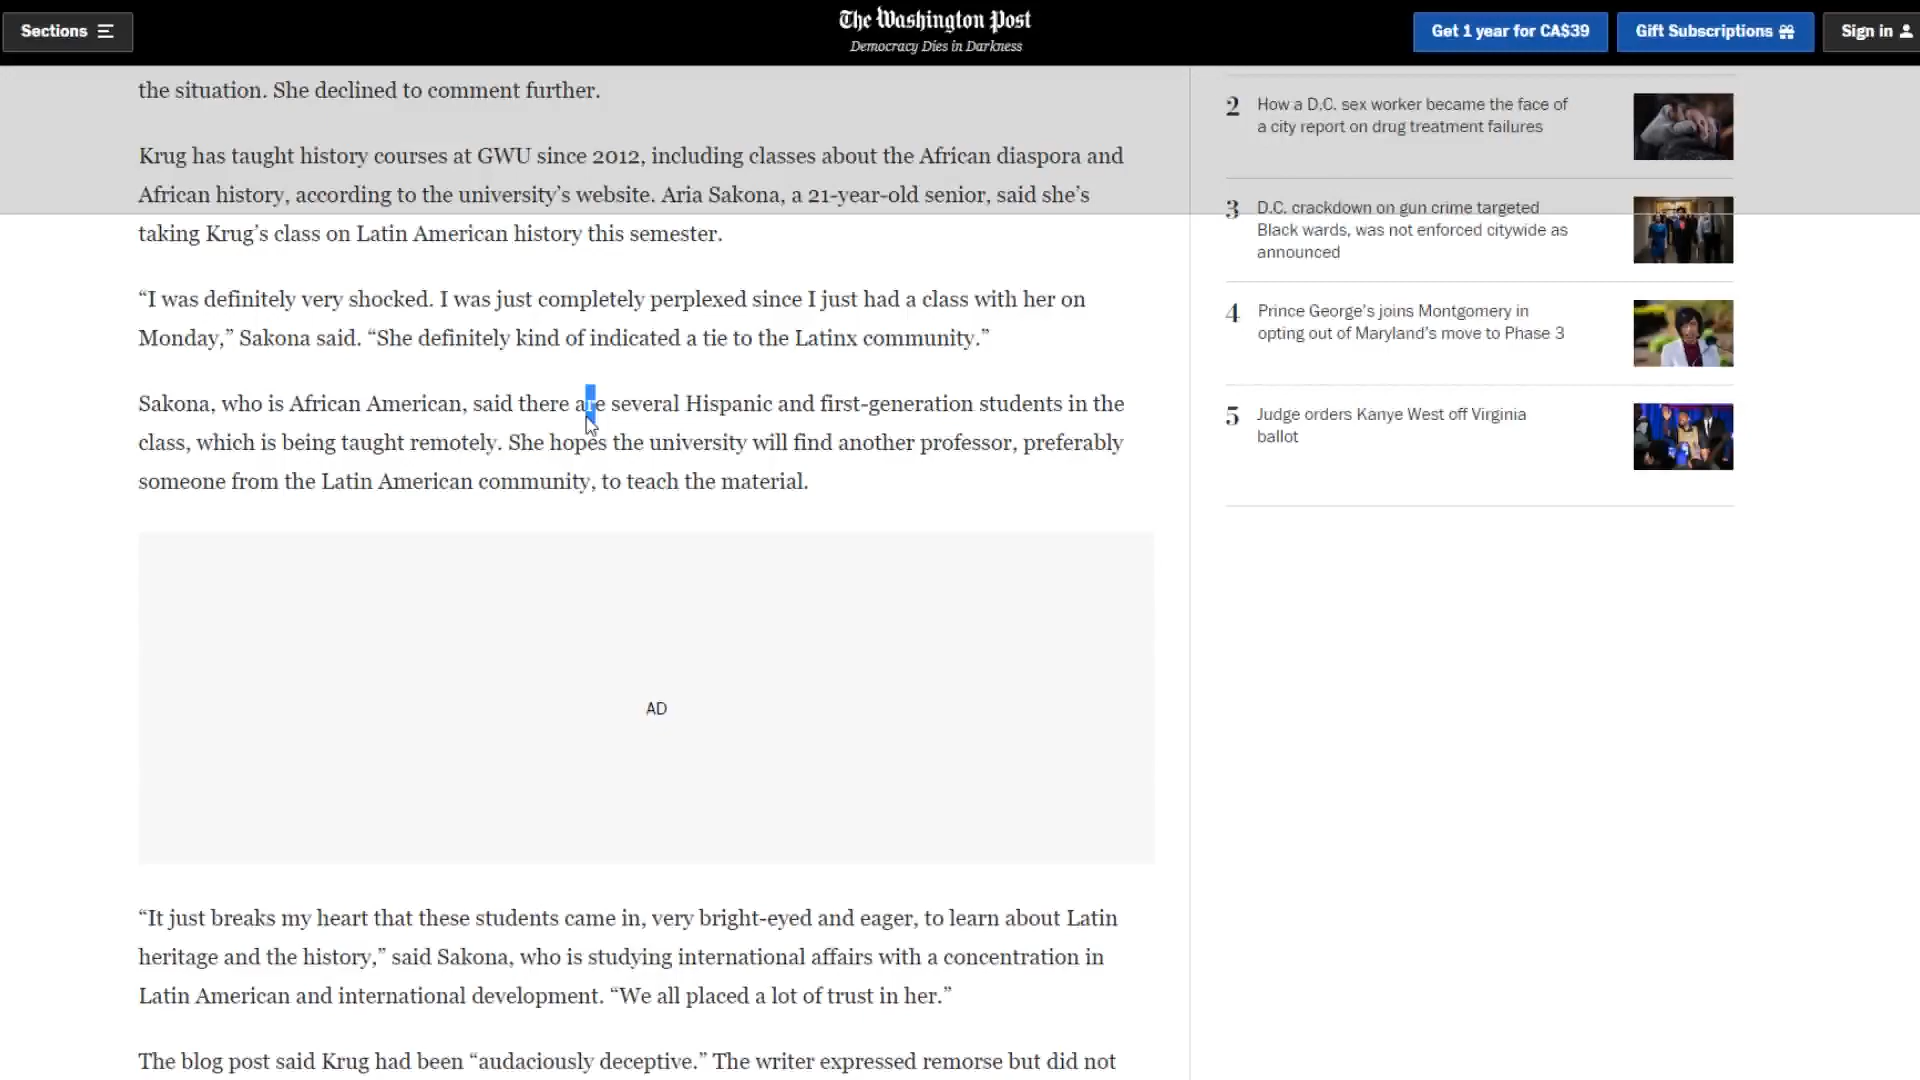 Sections
The Washington Post
Democracy Dies in Darkness
Get 1 year for CA$39
Gift Subscriptions
Sign in
the situation. She declined to comment further.
Krug has taught history courses at GWU since 2012, including classes about the African diaspora and
African history, according to the university’s website. Aria Sakona, a 21-year-old senior, said she’s
taking Krug’s class on Latin American history this semester.
“I was definitely very shocked. I was just completely perplexed since I just had a class with her on
Monday,” Sakona said. “She definitely kind of indicated a tie to the Latinx community.”
Sakona, who is African American, said there are several Hispanic and first-generation students in the
class, which is being taught remotely. She hopes the university will find another professor, preferably
someone from the Latin American community, to teach the material.
AD
“It just breaks my heart that these students came in, very bright-eyed and eager, to learn about Latin
heritage and the history,” said Sakona, who is studying international affairs with a concentration in
Latin American and international development. “We all placed a lot of trust in her.”
The blog post said Krug had been “audaciously deceptive.” The writer expressed remorse but did not
2 How a D.C. sex worker became the face of
a city report on drug treatment failures
3 D.C. crackdown on gun crime targeted
Black wards, was not enforced citywide as
announced
4 Prince George’s joins Montgomery in
opting out of Maryland’s move to Phase 3
5 Judge orders Kanye West off Virginia
ballot